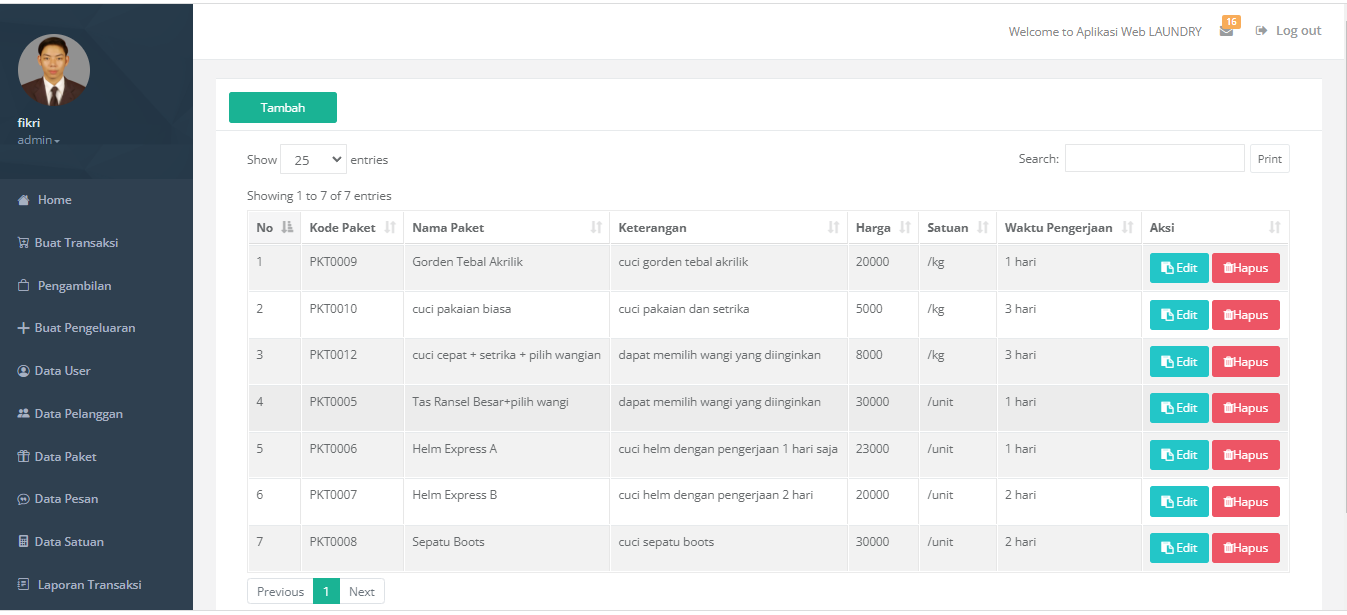 Welcome to Aplikasi Web LAUNDRY 16 Log out
fikri
admin
Home
Buat Transaksi
Pengambilan
Buat Pengeluaran
Data User
Data Pelanggan
Data Paket
Data Pesan
Data Satuan
Laporan Transaksi
Tambah
Show 25 entries Search: Print
Showing 1 to 7 of 7 entries
No Kode Paket Nama Paket Keterangan Harga Satuan Waktu Pengerjaan Aksi
1 PKT0009 Gorden Tebal Akrilik cuci gorden tebal akrilik 20000 /kg 1 hari Edit Hapus
2 PKT0010 cuci pakaian biasa cuci pakaian dan setrika 5000 /kg 3 hari Edit Hapus
3 PKT0012 cuci cepat + setrika + pilih wangian dapat memilih wangi yang diinginkan 8000 /kg 3 hari Edit Hapus
4 PKT0005 Tas Ransel Besar+pilih wangi dapat memilih wangi yang diinginkan 30000 /unit 1 hari Edit Hapus
5 PKT0006 Helm Express A cuci helm dengan pengerjaan 1 hari saja 23000 /unit 1 hari Edit Hapus
6 PKT0007 Helm Express B cuci helm dengan pengerjaan 2 hari 20000 /unit 2 hari Edit Hapus
7 PKT0008 Sepatu Boots cuci sepatu boots 30000 /unit 2 hari Edit Hapus
Previous 1 Next